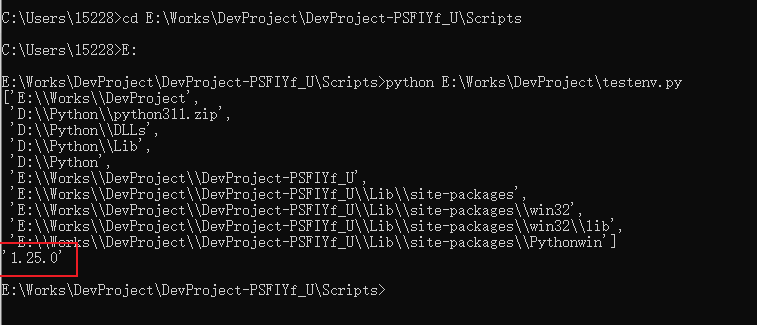 C:\Users\15228>cd E:\Works\DevProject\DevProject-PSFIYf_U\Scripts
C:\Users\15228>E:
E:\Works\DevProject\DevProject-PSFIYf_U\Scripts>python E:\Works\DevProject\testenv.py
['E:\\Works\\DevProject',
'D:\\Python\\python311.zip',
'D:\\Python\\DLLs',
'D:\\Python\\Lib',
'D:\\Python',
'E:\\Works\\DevProject\\DevProject-PSFIYf_U',
'E:\\Works\\DevProject\\DevProject-PSFIYf_U\\Lib\\site-packages',
'E:\\Works\\DevProject\\DevProject-PSFIYf_U\\Lib\\site-packages\\win32',
'E:\\Works\\DevProject\\DevProject-PSFIYf_U\\Lib\\site-packages\\win32\\lib',
'E:\\Works\\DevProject\\DevProject-PSFIYf_U\\Lib\\site-packages\\Pythonwin']
'1.25.0'
E:\Works\DevProject\DevProject-PSFIYf_U\Scripts>